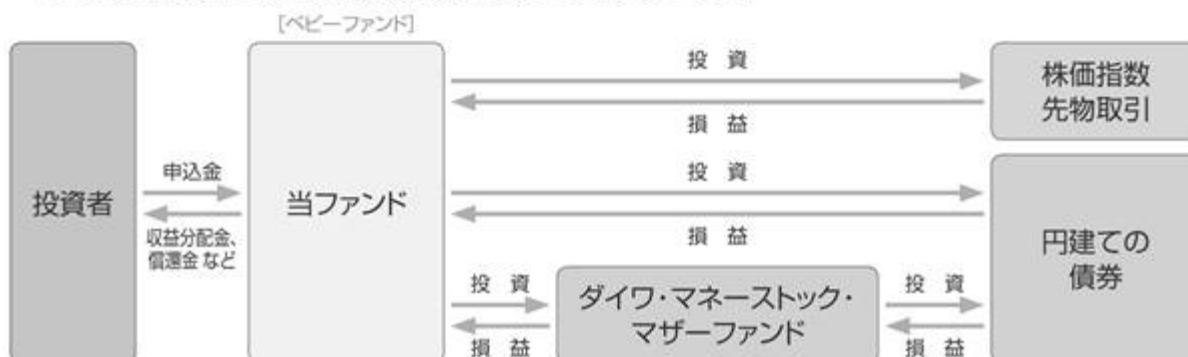 [ベビーファンド]
投資者
申込金
収益分配金、
償還金 など
当ファンド
投 資
損 益
株価指数
先物取引
投 資
損 益
円建ての
債券
投 資
損 益
ダイワ・マネーストック・
マザーファンド
投 資
損 益